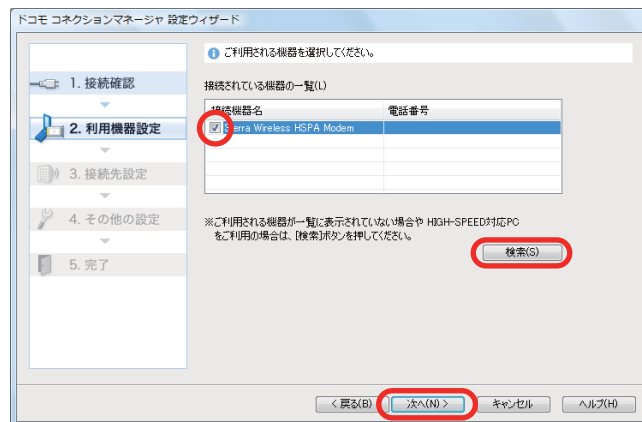 ドコモ コネクションマネージャ 設定ウィザード
ご利用される機器を選択してください。
1. 接続確認
2. 利用機器設定
3. 接続先設定
4. その他の設定
5. 完了
接続されている機器の一覧(L)
接続機器名 電話番号
Sierra Wireless HSPA Modem
※ご利用される機器が一覧に表示されていない場合や HIGH-SPEED対応PC
をご利用の場合は、[検索]ボタンを押してください。
検索(S)
< 戻る(B) 次へ(N) > キャンセル ヘルプ(H)